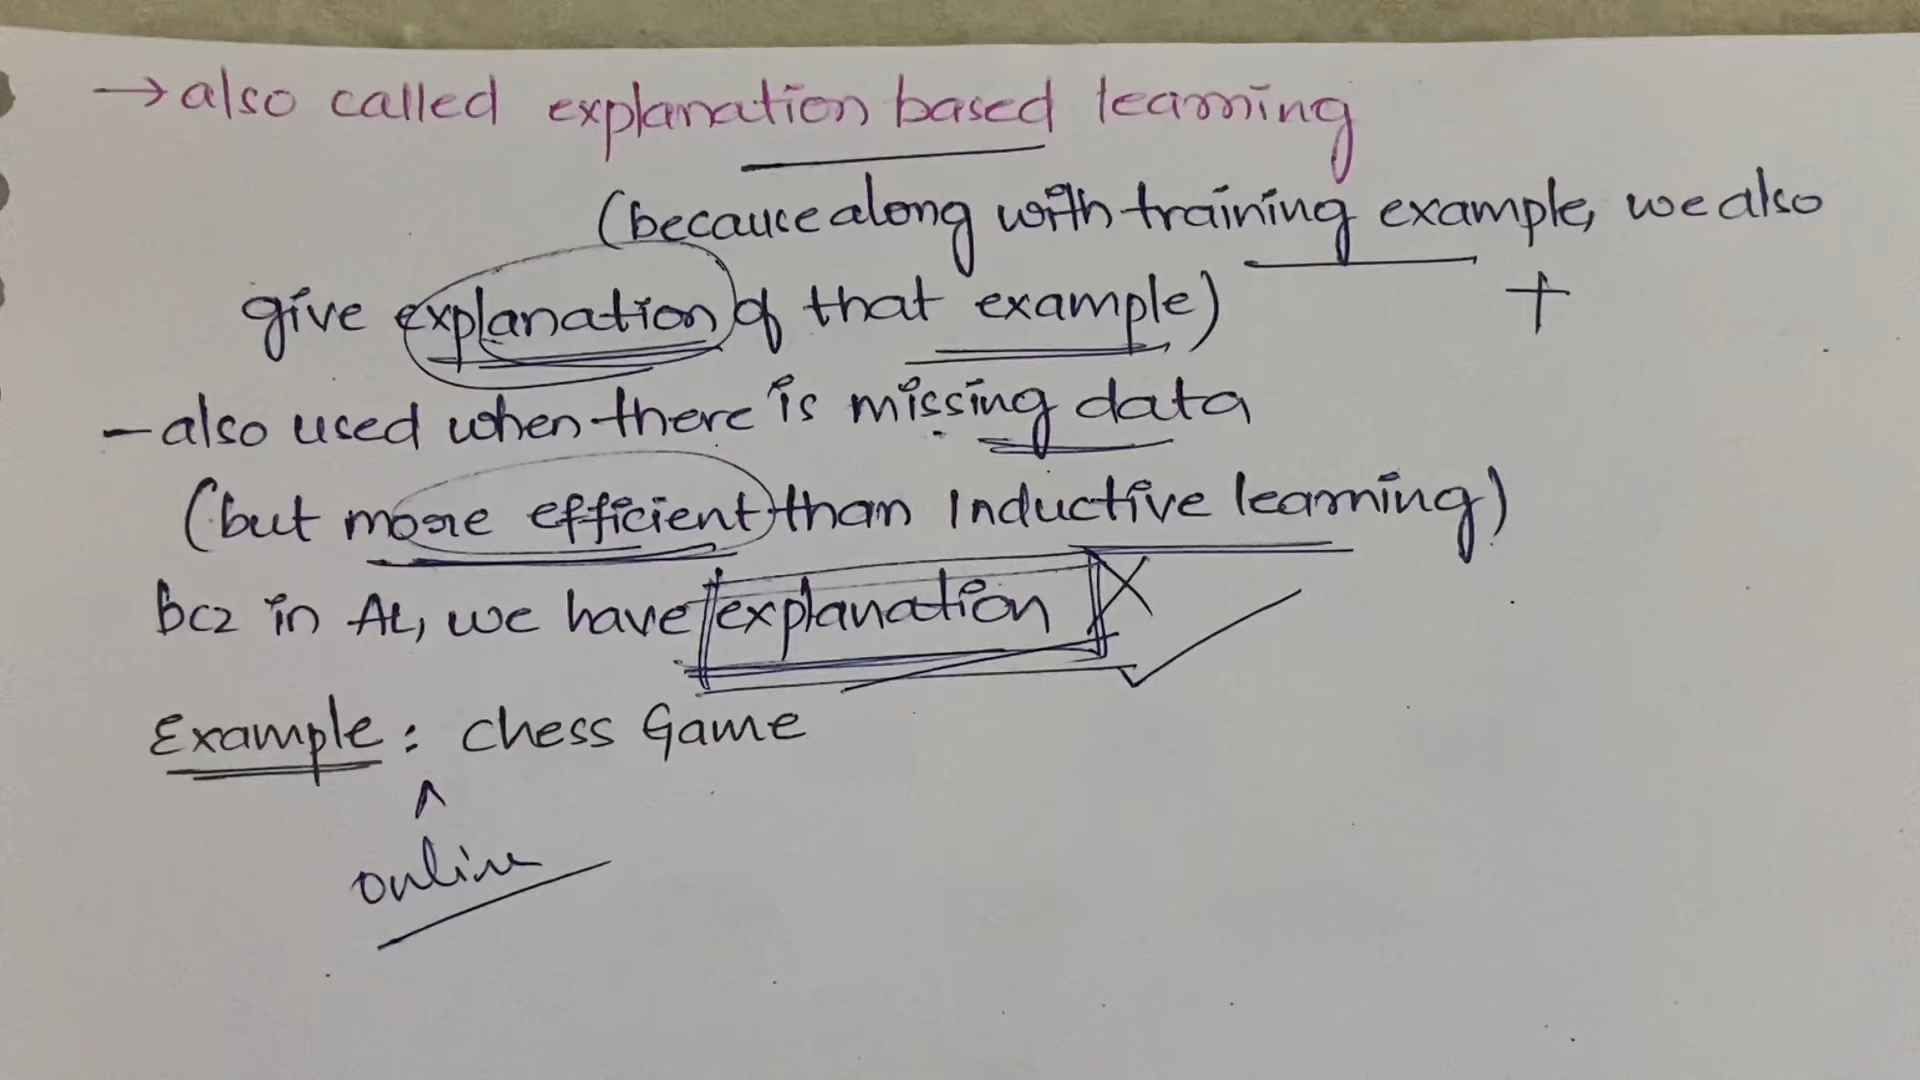 → also called explanation based learning
(because along with training example, we also
give explanation of that example) +
- also used when there is missing data
(but more efficient than Inductive learning)
bcz in AL, we have explanation
Example: chess Game
^
online